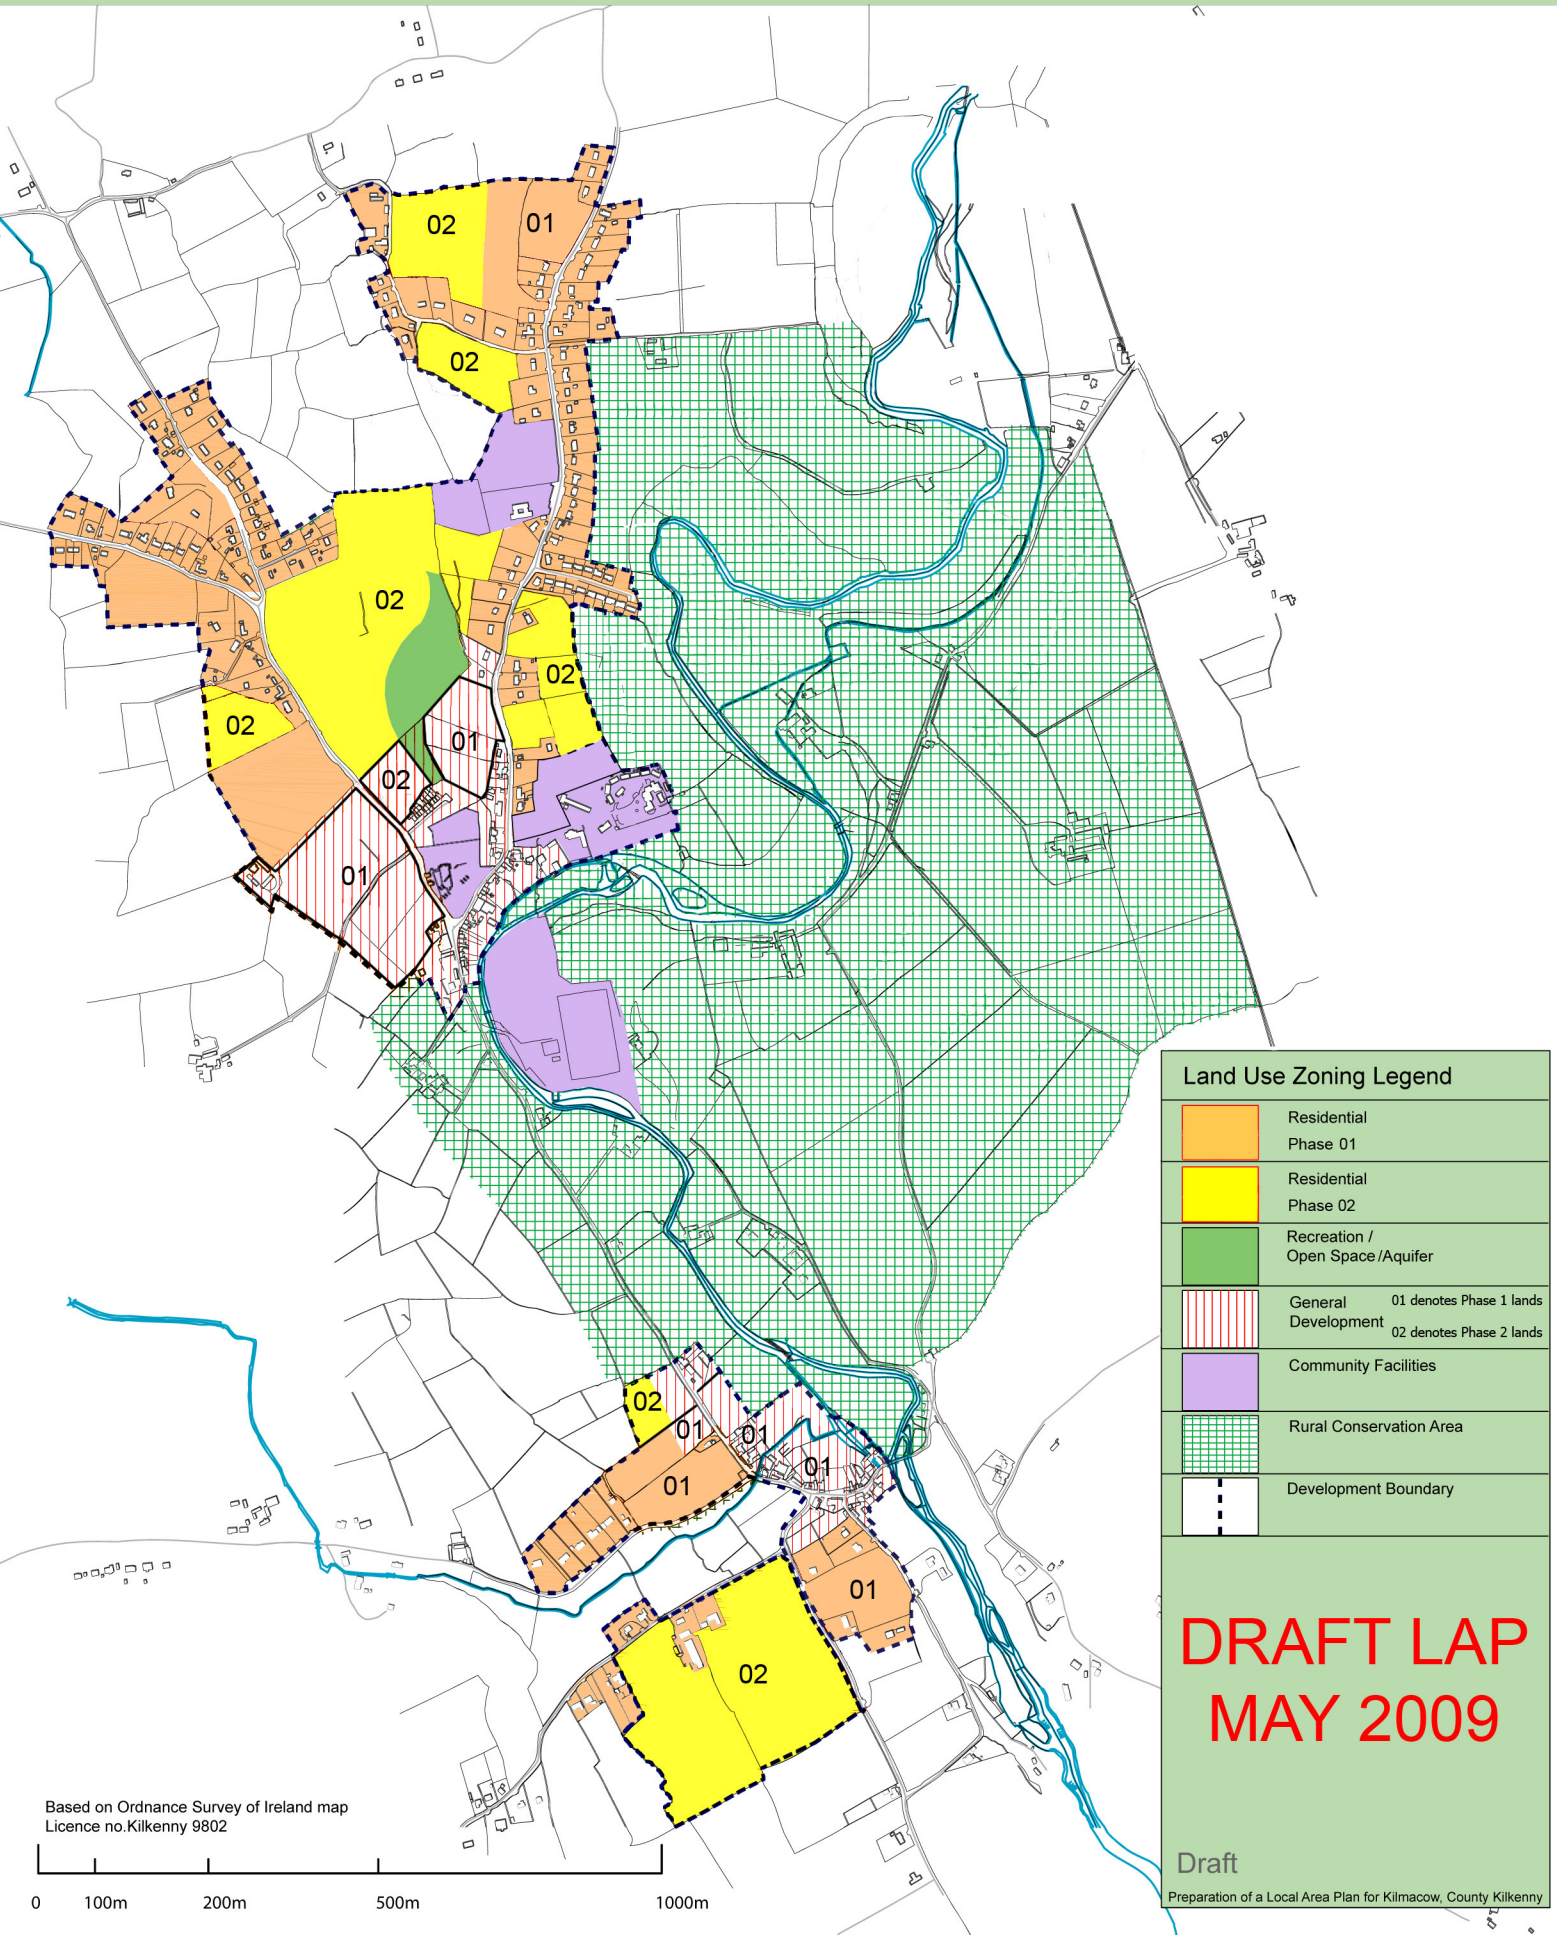 02
01
02
02
02
02
01
02
01
02
01
01
01
01
01
02
Land Use Zoning Legend
Residential
Phase 01
Residential
Phase 02
Recreation /
Open Space/Aquifer
General 01 denotes Phase 1 lands
Development 02 denotes Phase 2 lands
Community Facilities
Rural Conservation Area
Development Boundary
DRAFT LAP
MAY 2009
Draft
Preparation of a Local Area Plan for Kilmacow, County Kilkenny
Based on Ordnance Survey of Ireland map
Licence no.Kilkenny 9802
0 100m 200m 500m 1000m